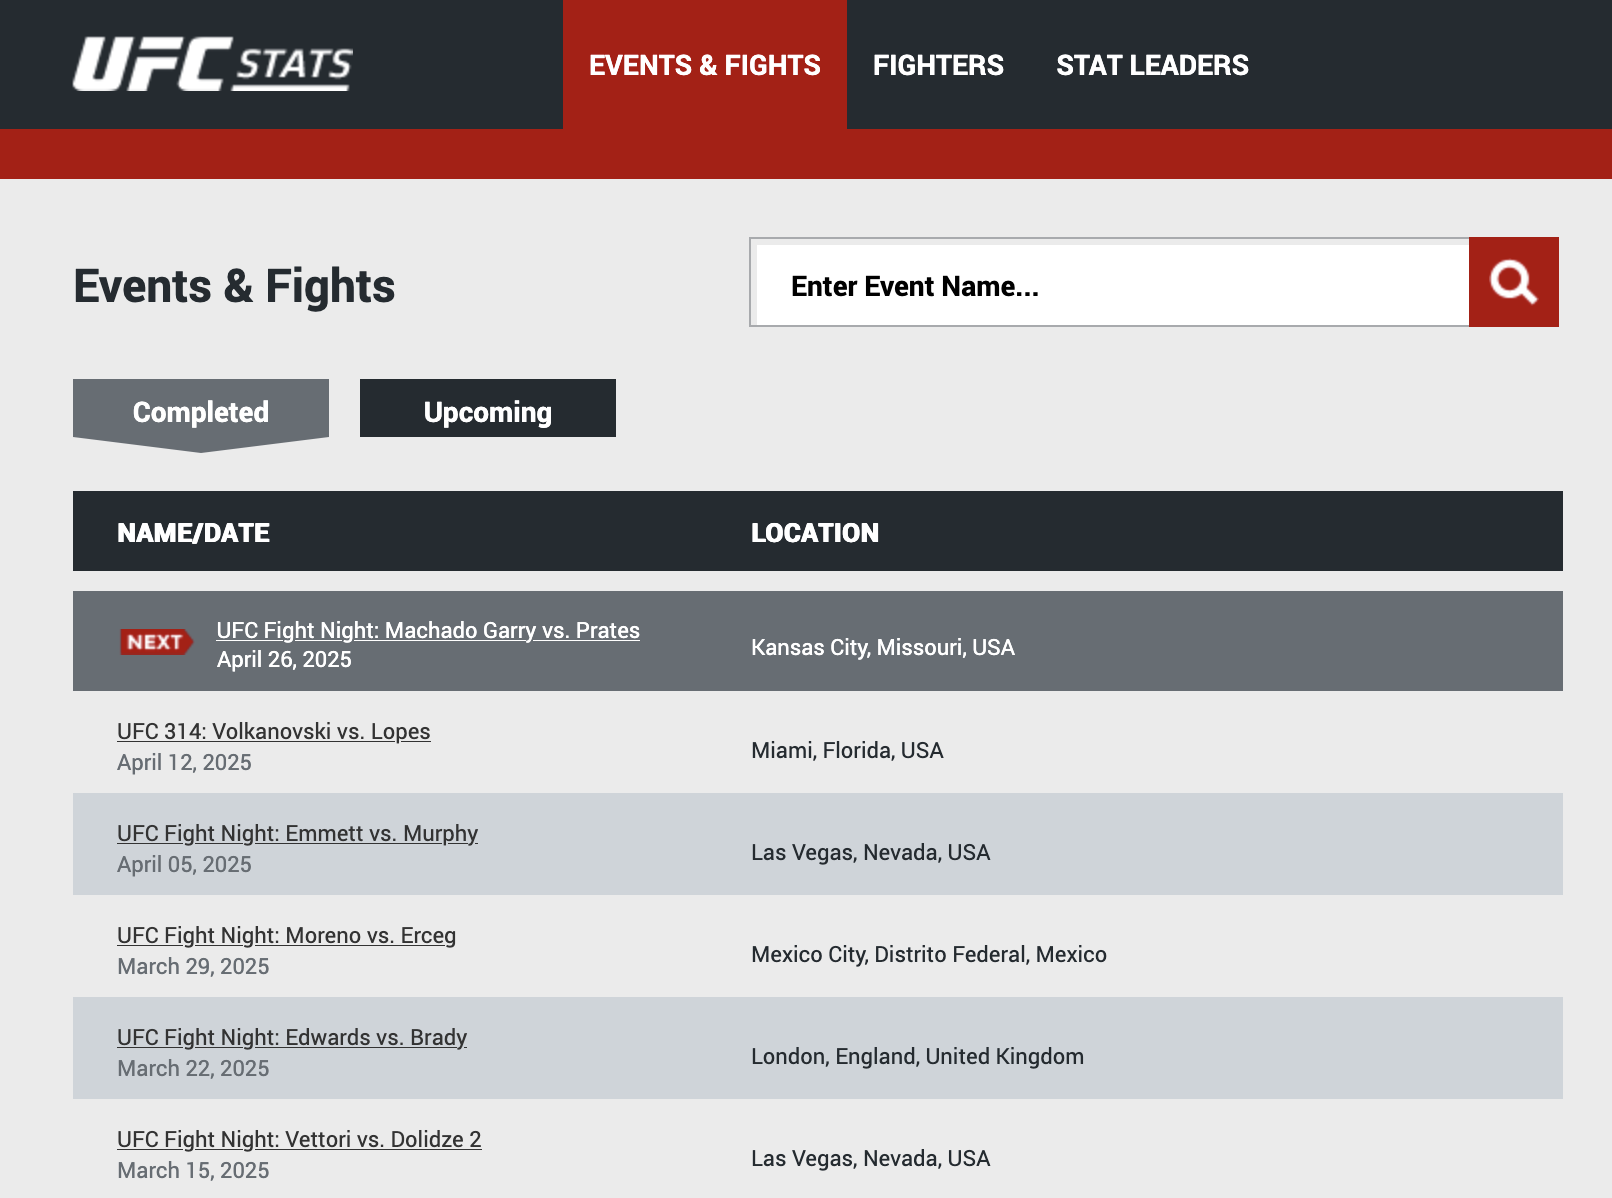 UFC STATS
EVENTS & FIGHTS
FIGHTERS
STAT LEADERS
Events & Fights
Enter Event Name...
Completed
Upcoming
NAME/DATE
LOCATION
NEXT
UFC Fight Night: Machado Garry vs. Prates
April 26, 2025
Kansas City, Missouri, USA
UFC 314: Volkanovski vs. Lopes
April 12, 2025
Miami, Florida, USA
UFC Fight Night: Emmett vs. Murphy
April 05, 2025
Las Vegas, Nevada, USA
UFC Fight Night: Moreno vs. Erceg
March 29, 2025
Mexico City, Distrito Federal, Mexico
UFC Fight Night: Edwards vs. Brady
March 22, 2025
London, England, United Kingdom
UFC Fight Night: Vettori vs. Dolidze 2
March 15, 2025
Las Vegas, Nevada, USA